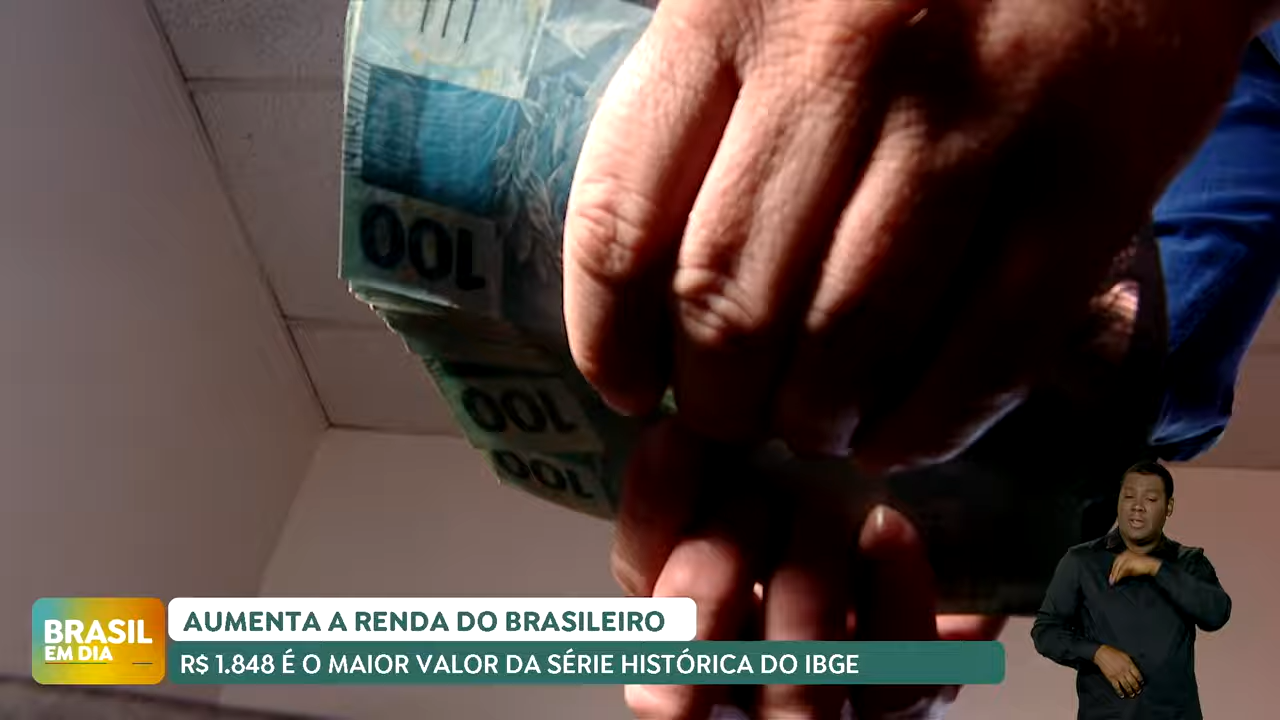 100
100
100
BRASIL
EM DIA
AUMENTA A RENDA DO BRASILEIRO
R$ 1.848 É O MAIOR VALOR DA SÉRIE HISTÓRICA DO IBGE